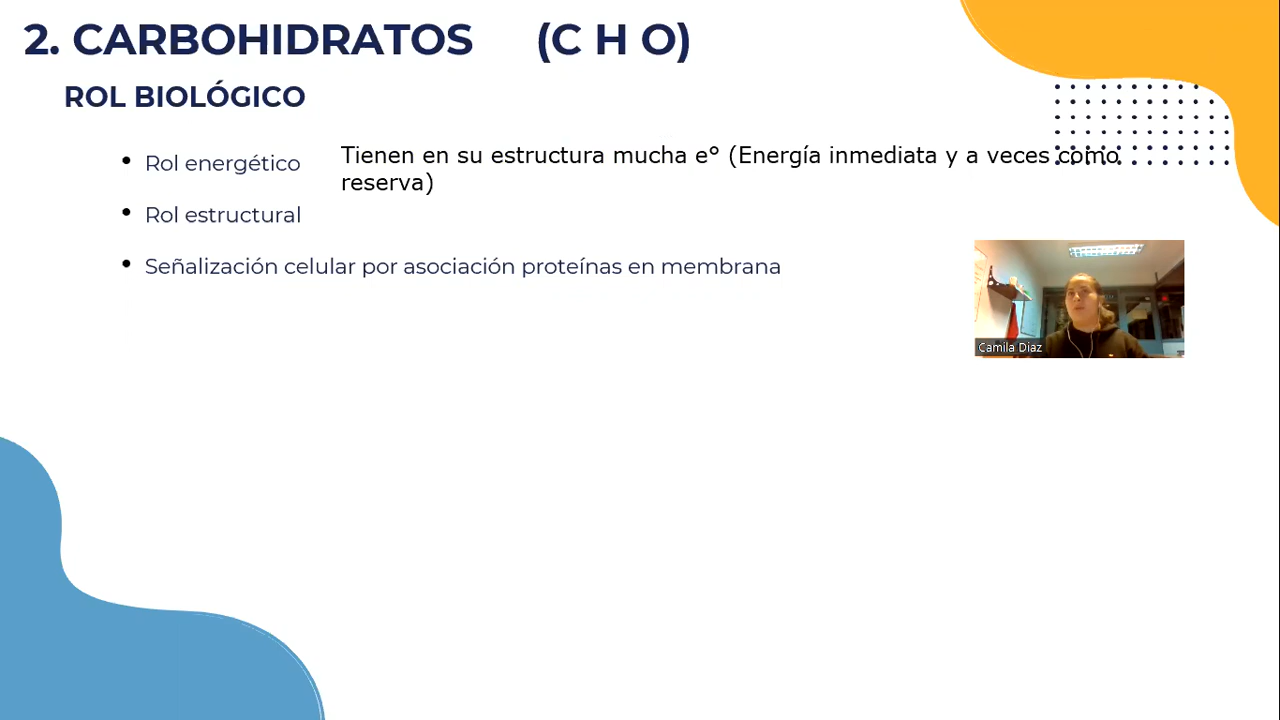 2. CARBOHIDRATOS (C H O)
ROL BIOLÓGICO
• Rol energético
Tienen en su estructura mucha e° (Energía inmediata y a veces como
reserva)
• Rol estructural
• Señalización celular por asociación proteínas en membrana
Camila Diaz